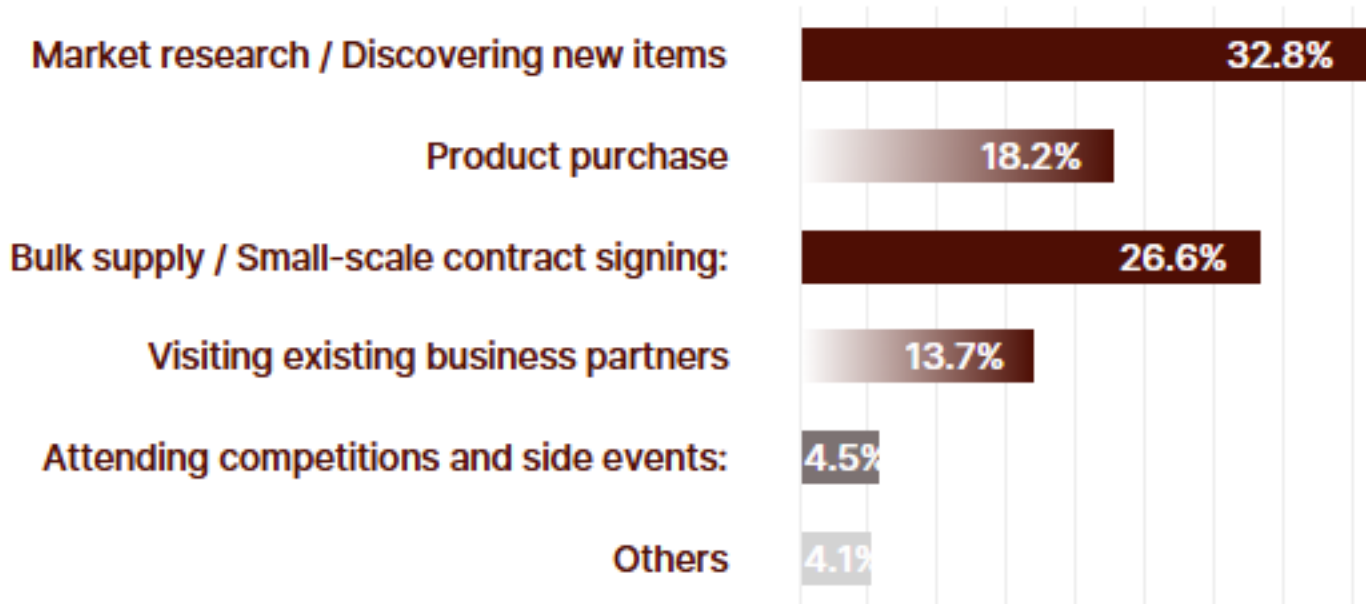 Market research / Discovering new items 32.8%
Product purchase 18.2%
Bulk supply / Small-scale contract signing: 26.6%
Visiting existing business partners 13.7%
Attending competitions and side events: 4.5%
Others 4.1%